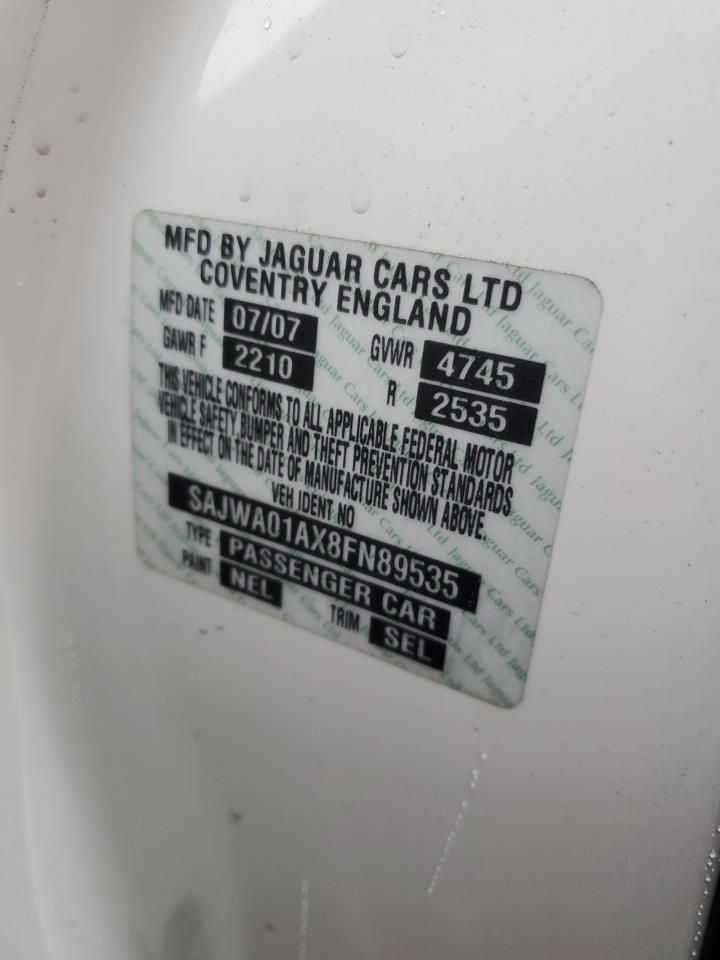 MFD BY JAGUAR CARS LTD
COVENTRY ENGLAND
MFD DATE 07/07 GVWR 4745
GAWR F 2210 R 2535
THIS VEHICLE CONFORMS TO ALL APPLICABLE FEDERAL MOTOR
VEHICLE SAFETY, BUMPER AND THEFT PREVENTION STANDARDS
IN EFFECT ON THE DATE OF MANUFACTURE SHOWN ABOVE.
VEH IDENT NO
SAJWA01AX8FN89535
TYPE PASSENGER CAR
PAINT NEL TRIM SEL